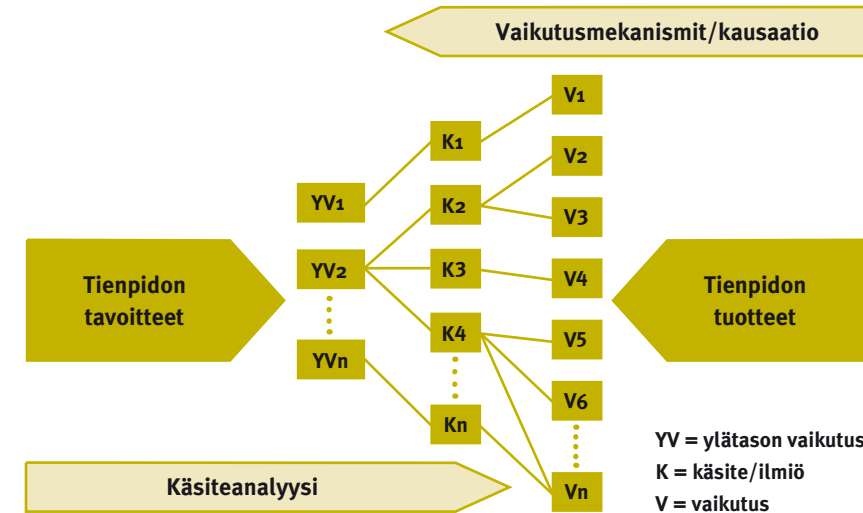 Vaikutusmekanismit/kausaatio
V1
K1
V2
YV1
K2
V3
Tienpidon
tavoitteet
YV2
K3
V4
Tienpidon
tuotteet
K4
V5
YVn
V6
Kn
Käsiteanalyysi
Vn
YV = ylätason vaikutus
K = käsite/ilmiö
V = vaikutus